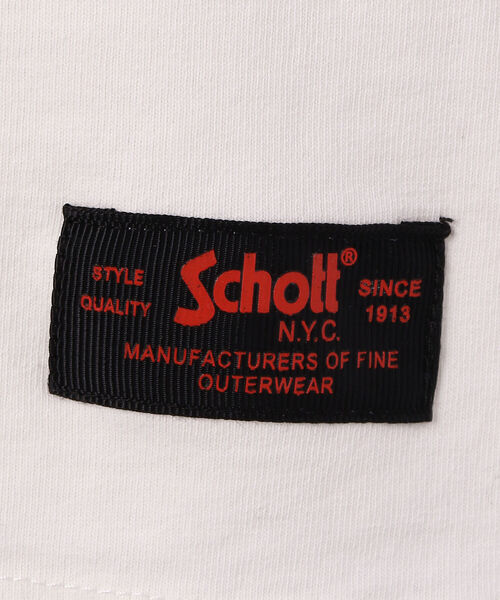 STYLE
QUALITY
Schott®
N.Y.C.
SINCE
1913
MANUFACTURERS OF FINE
OUTERWEAR